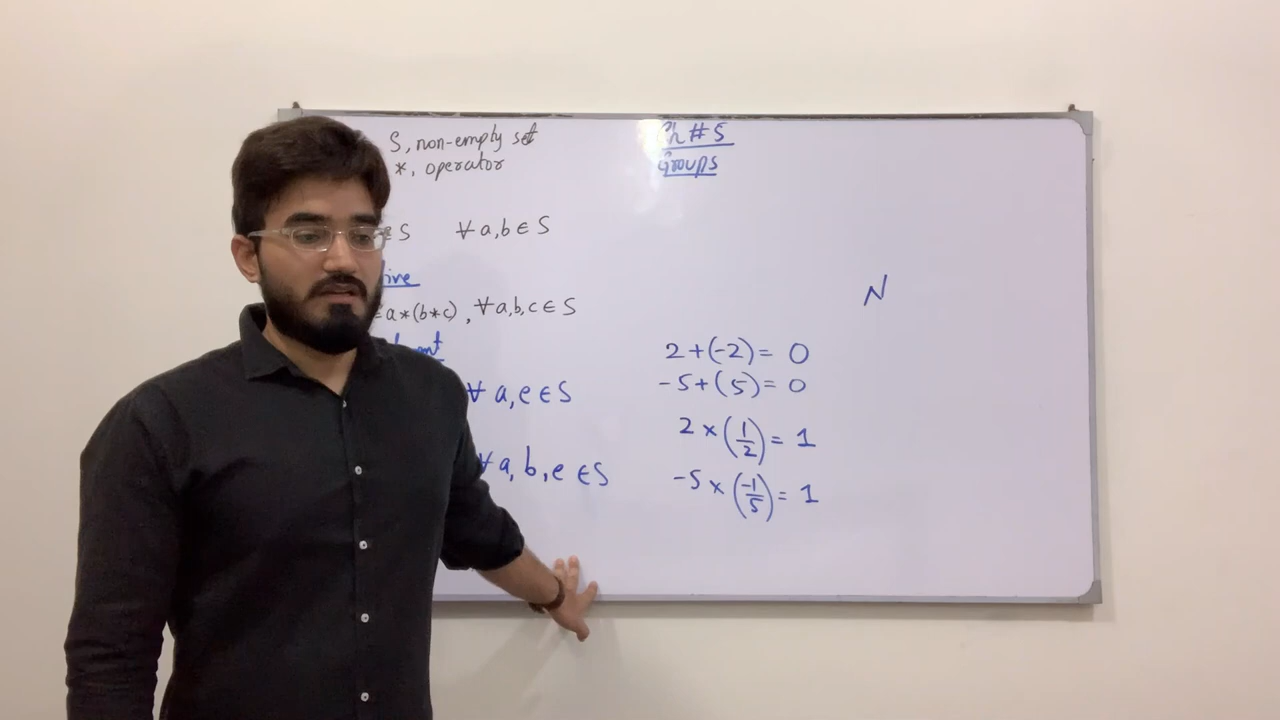 S, non-empty set
*, operator
∈ S ∀ a,b ∈ S
= a*(b*c), ∀ a,b,c ∈ S
∀ a, e ∈ S
∀ a, b, e ∈ S
Ch # 5
Groups
N
2 + (-2) = 0
-5 + (5) = 0
2 × (1/2) = 1
-5 × (-1/5) = 1